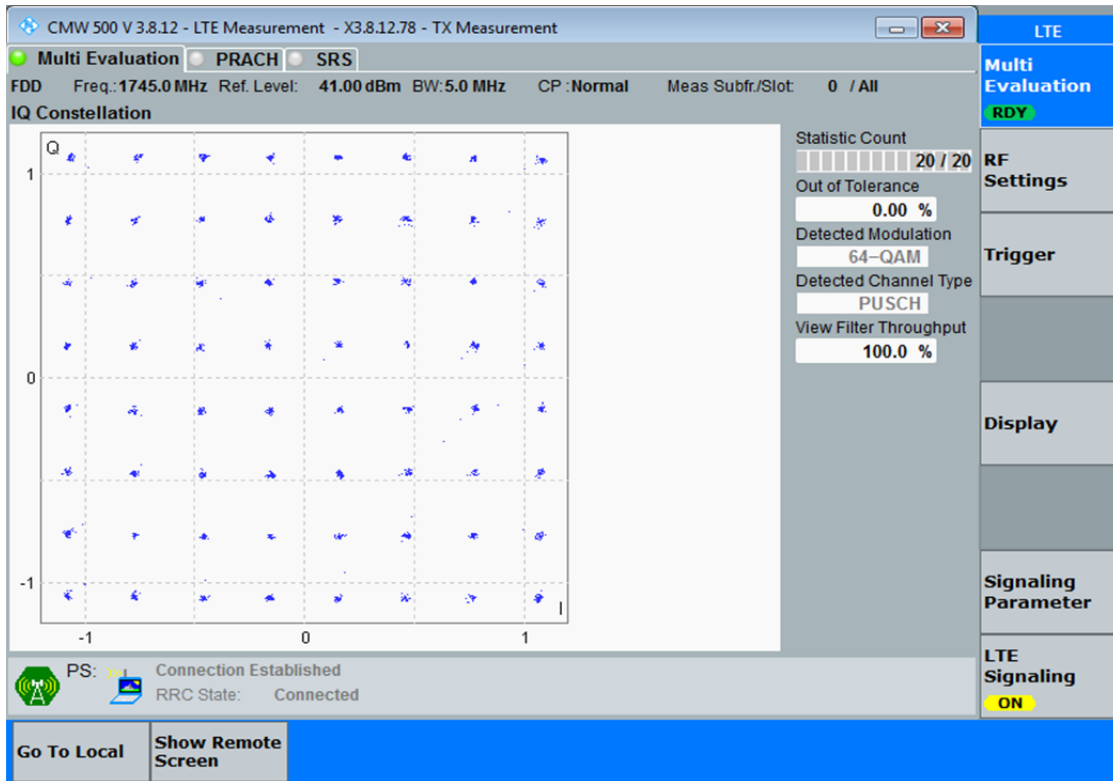 CMW 500 V 3.8.12 - LTE Measurement - X3.8.12.78 - TX Measurement
Multi Evaluation PRACH SRS
FDD Freq.:1745.0 MHz Ref. Level: 41.00 dBm BW:5.0 MHz CP :Normal Meas Subfr./Slot: 0 / All
IQ Constellation
Q
1
0
-1
I
-1 0 1
Statistic Count
20 / 20
Out of Tolerance
0.00 %
Detected Modulation
64-QAM
Detected Channel Type
PUSCH
View Filter Throughput
100.0 %
PS: Connection Established
RRC State: Connected
LTE
Multi
Evaluation
RDY
RF
Settings
Trigger
Display
Signaling
Parameter
LTE
Signaling
ON
Go To Local
Show Remote
Screen